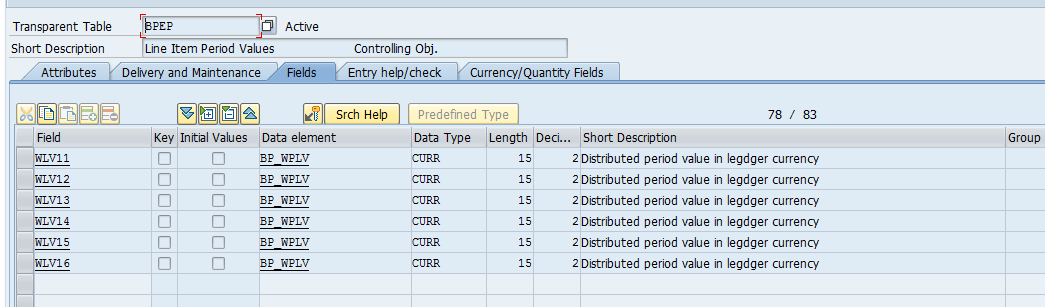 Transparent Table BPEP Active
Short Description Line Item Period Values Controlling Obj.
Attributes Delivery and Maintenance Fields Entry help/check Currency/Quantity Fields
Srch Help Predefined Type 78 / 83
Field Key Initial Values Data element Data Type Length Deci... Short Description Group
WLV11 BP_WPLV CURR 15 2 Distributed period value in legdger currency
WLV12 BP_WPLV CURR 15 2 Distributed period value in legdger currency
WLV13 BP_WPLV CURR 15 2 Distributed period value in legdger currency
WLV14 BP_WPLV CURR 15 2 Distributed period value in legdger currency
WLV15 BP_WPLV CURR 15 2 Distributed period value in legdger currency
WLV16 BP_WPLV CURR 15 2 Distributed period value in legdger currency